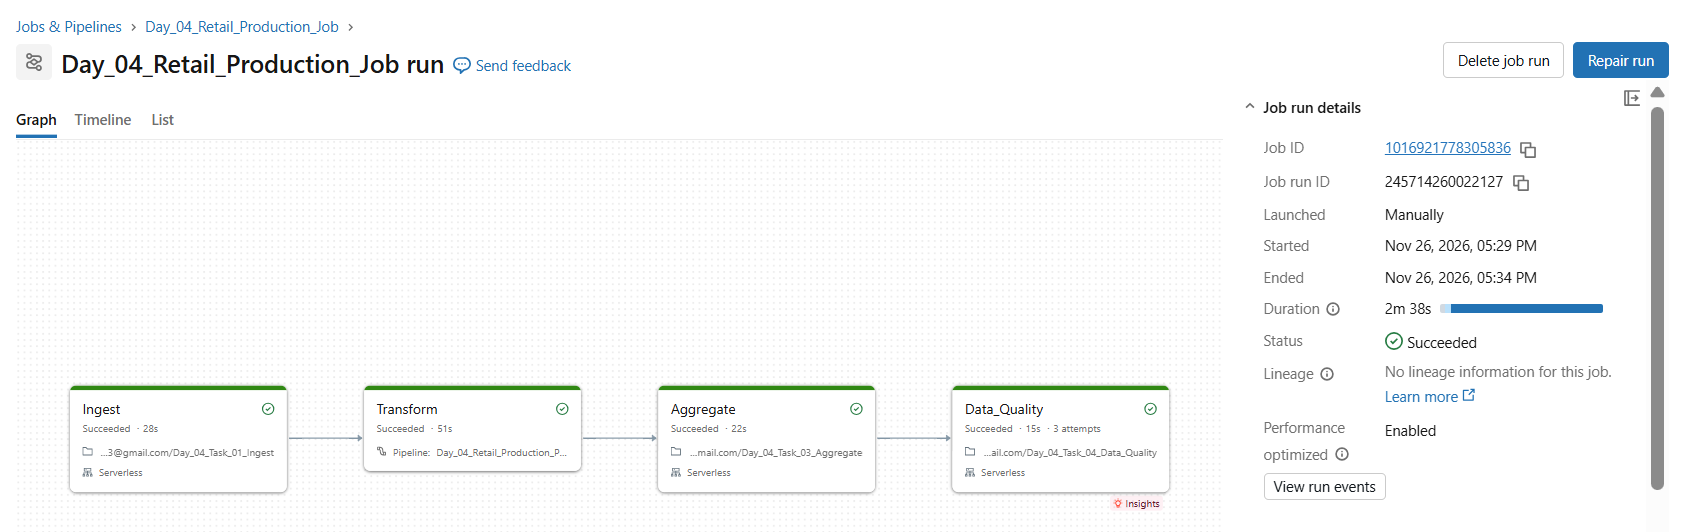 Jobs & Pipelines › Day_04_Retail_Production_Job ›
Day_04_Retail_Production_Job run Send feedback
Delete job run Repair run
Graph Timeline List
Job run details
Job ID 1016921778305836
Job run ID 245714260022127
Launched Manually
Started Nov 26, 2026, 05:29 PM
Ended Nov 26, 2026, 05:34 PM
Duration 2m 38s
Status Succeeded
Lineage No lineage information for this job.
Learn more
Performance optimized Enabled
View run events
Ingest
Succeeded · 28s
...3@gmail.com/Day_04_Task_01_Ingest
Serverless
Transform
Succeeded · 51s
Pipeline: Day_04_Retail_Production_P...
Aggregate
Succeeded · 22s
...mail.com/Day_04_Task_03_Aggregate
Serverless
Data_Quality
Succeeded · 15s · 3 attempts
...ail.com/Day_04_Task_04_Data_Quality
Serverless
Insights